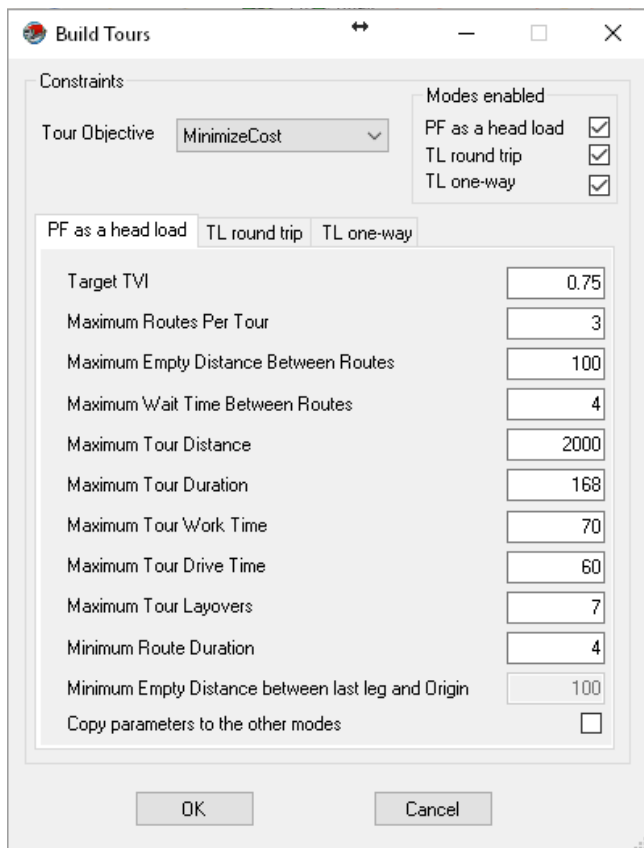 Build Tours
Constraints
Modes enabled
Tour Objective MinimizeCost
PF as a head load
TL round trip
TL one-way
PF as a head load TL round trip TL one-way
Target TVI 0.75
Maximum Routes Per Tour 3
Maximum Empty Distance Between Routes 100
Maximum Wait Time Between Routes 4
Maximum Tour Distance 2000
Maximum Tour Duration 168
Maximum Tour Work Time 70
Maximum Tour Drive Time 60
Maximum Tour Layovers 7
Minimum Route Duration 4
Minimum Empty Distance between last leg and Origin 100
Copy parameters to the other modes
OK Cancel